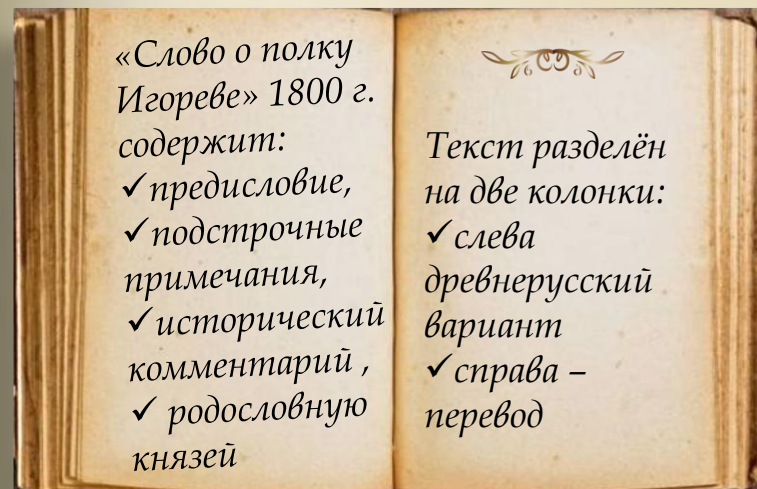 «Слово о полку
Игореве» 1800 г.
содержит:
✓предисловие,
✓подстрочные
примечания,
✓исторический
комментарий ,
✓ родословную
князей
Текст разделён
на две колонки:
✓слева
древнерусский
вариант
✓справа –
перевод